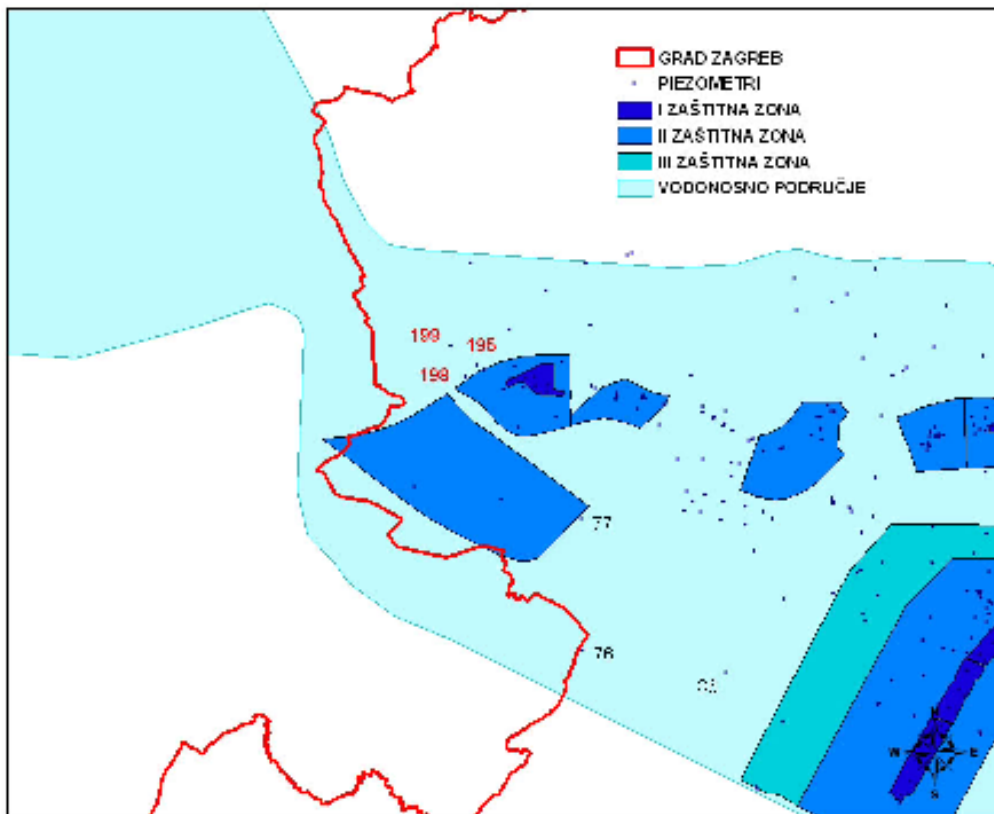 GRAD ZAGREB
PIEZOMETRI
I ZAŠTITNA ZONA
II ZAŠTITNA ZONA
III ZAŠTITNA ZONA
VODONOSNO PODRUČJE
199
195
198
77
76
N
W
E
S